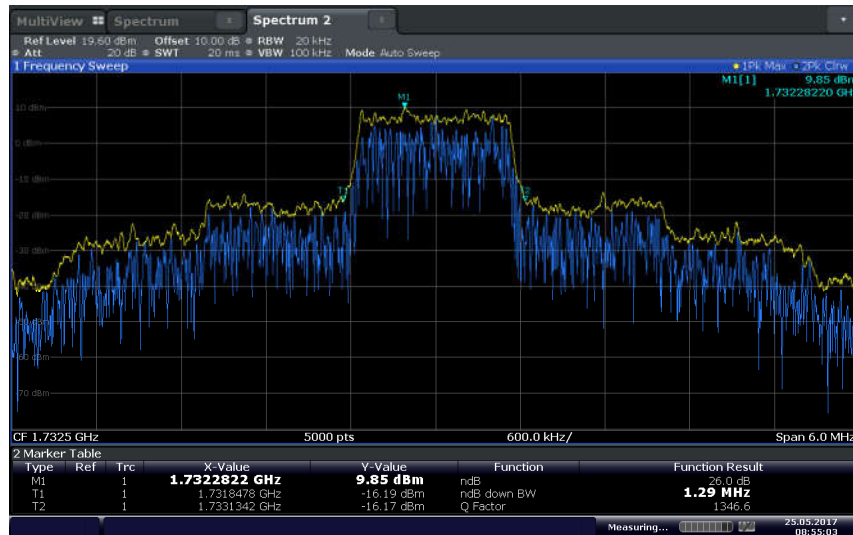 MultiView Spectrum Spectrum 2
Ref Level 19.60 dBm Offset 10.00 dB RBW 20 kHz
Att 20 dB SWT 20 ms VBW 100 kHz Mode Auto Sweep
1 Frequency Sweep 1Pk Max 2Pk Clrw
M1[1] 9.85 dBm
1.73228220 GHz
M1
10 dBm
0 dBm
-10 dBm
T1 T2
-20 dBm
-30 dBm
-60 dBm
-70 dBm
CF 1.7325 GHz 5000 pts 600.0 kHz/ Span 6.0 MHz
2 Marker Table
Type Ref Trc X-Value Y-Value Function Function Result
M1 1 1.7322822 GHz 9.85 dBm ndB 26.0 dB
T1 1 1.7318478 GHz -16.19 dBm ndB down BW 1.29 MHz
T2 1 1.7331342 GHz -16.17 dBm Q Factor 1346.6
Measuring... 25.05.2017
08:55:03